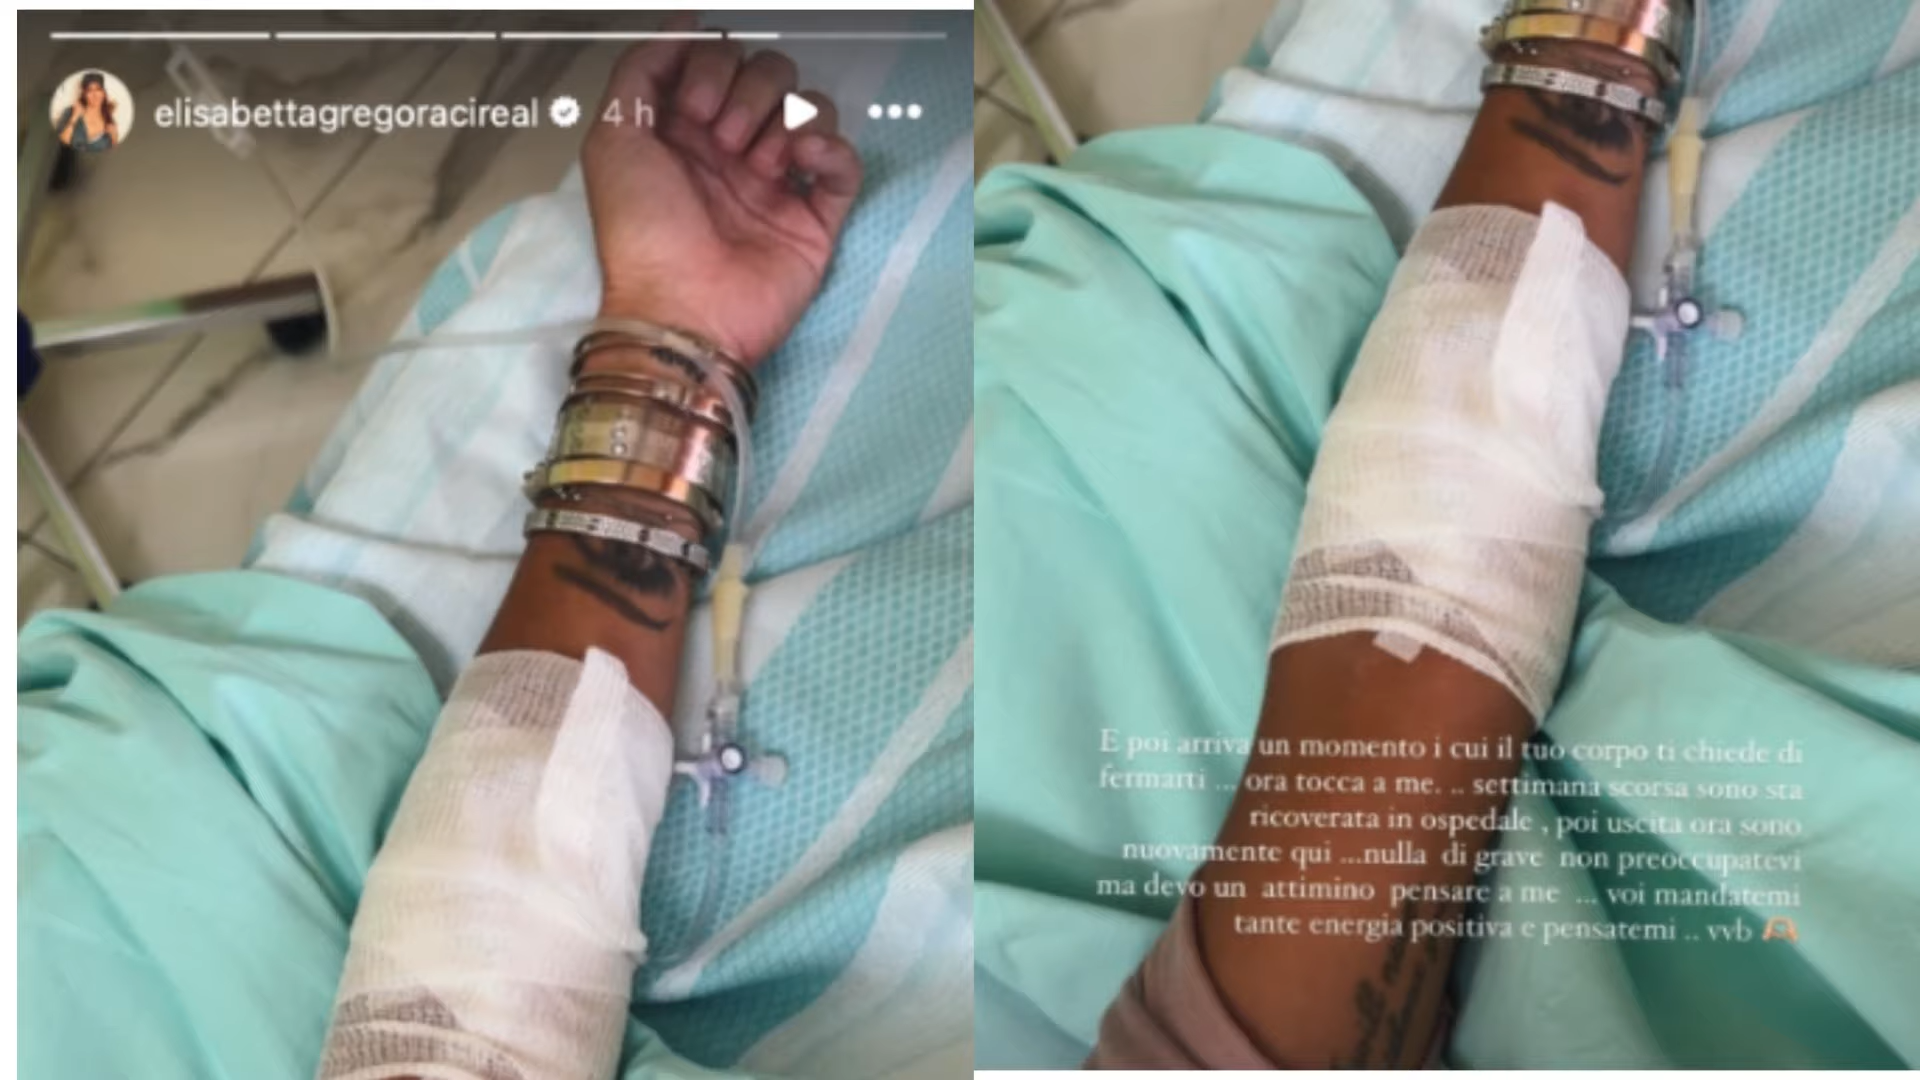 elisabettagregoracireal 4 h
E poi arriva un momento i cui il tuo corpo ti chiede di
fermarti ... ora tocca a me. .. settimana scorsa sono sta
ricoverata in ospedale , poi uscita ora sono
nuovamente qui ...nulla di grave non preoccupatevi
ma devo un attimino pensare a me ... voi mandatemi
tante energia positiva e pensatemi .. vvb